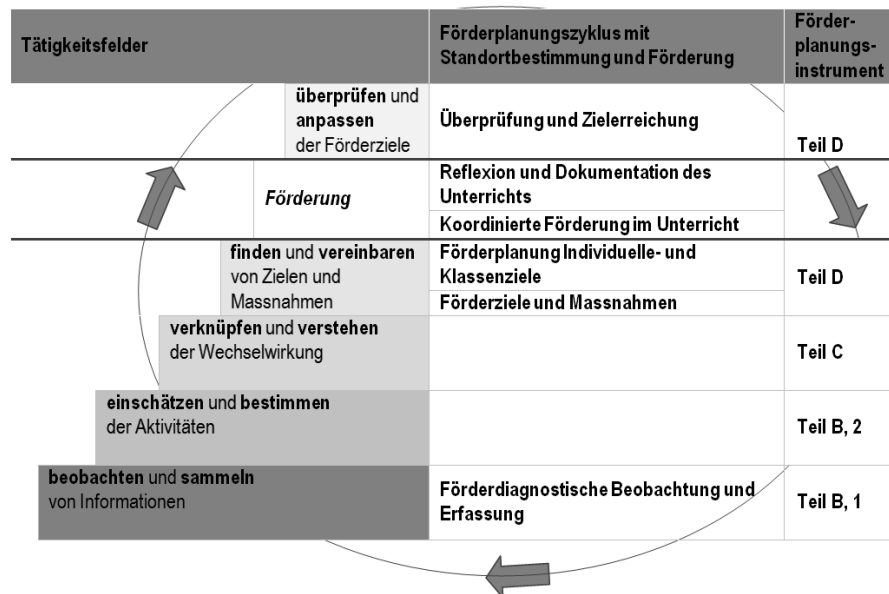 Tätigkeitsfelder
Förderplanungszyklus mit
Standortbestimmung und Förderung
Förder-
planungs-
instrument
überprüfen und
anpassen
der Förderziele
Überprüfung und Zielerreichung
Teil D
Förderung
Reflexion und Dokumentation des
Unterrichts
Koordinierte Förderung im Unterricht
finden und vereinbaren
von Zielen und
Massnahmen
Förderplanung Individuelle- und
Klassenziele
Förderziele und Massnahmen
Teil D
verknüpfen und verstehen
der Wechselwirkung
Teil C
einschätzen und bestimmen
der Aktivitäten
Teil B, 2
beobachten und sammeln
von Informationen
Förderdiagnostische Beobachtung und
Erfassung
Teil B, 1